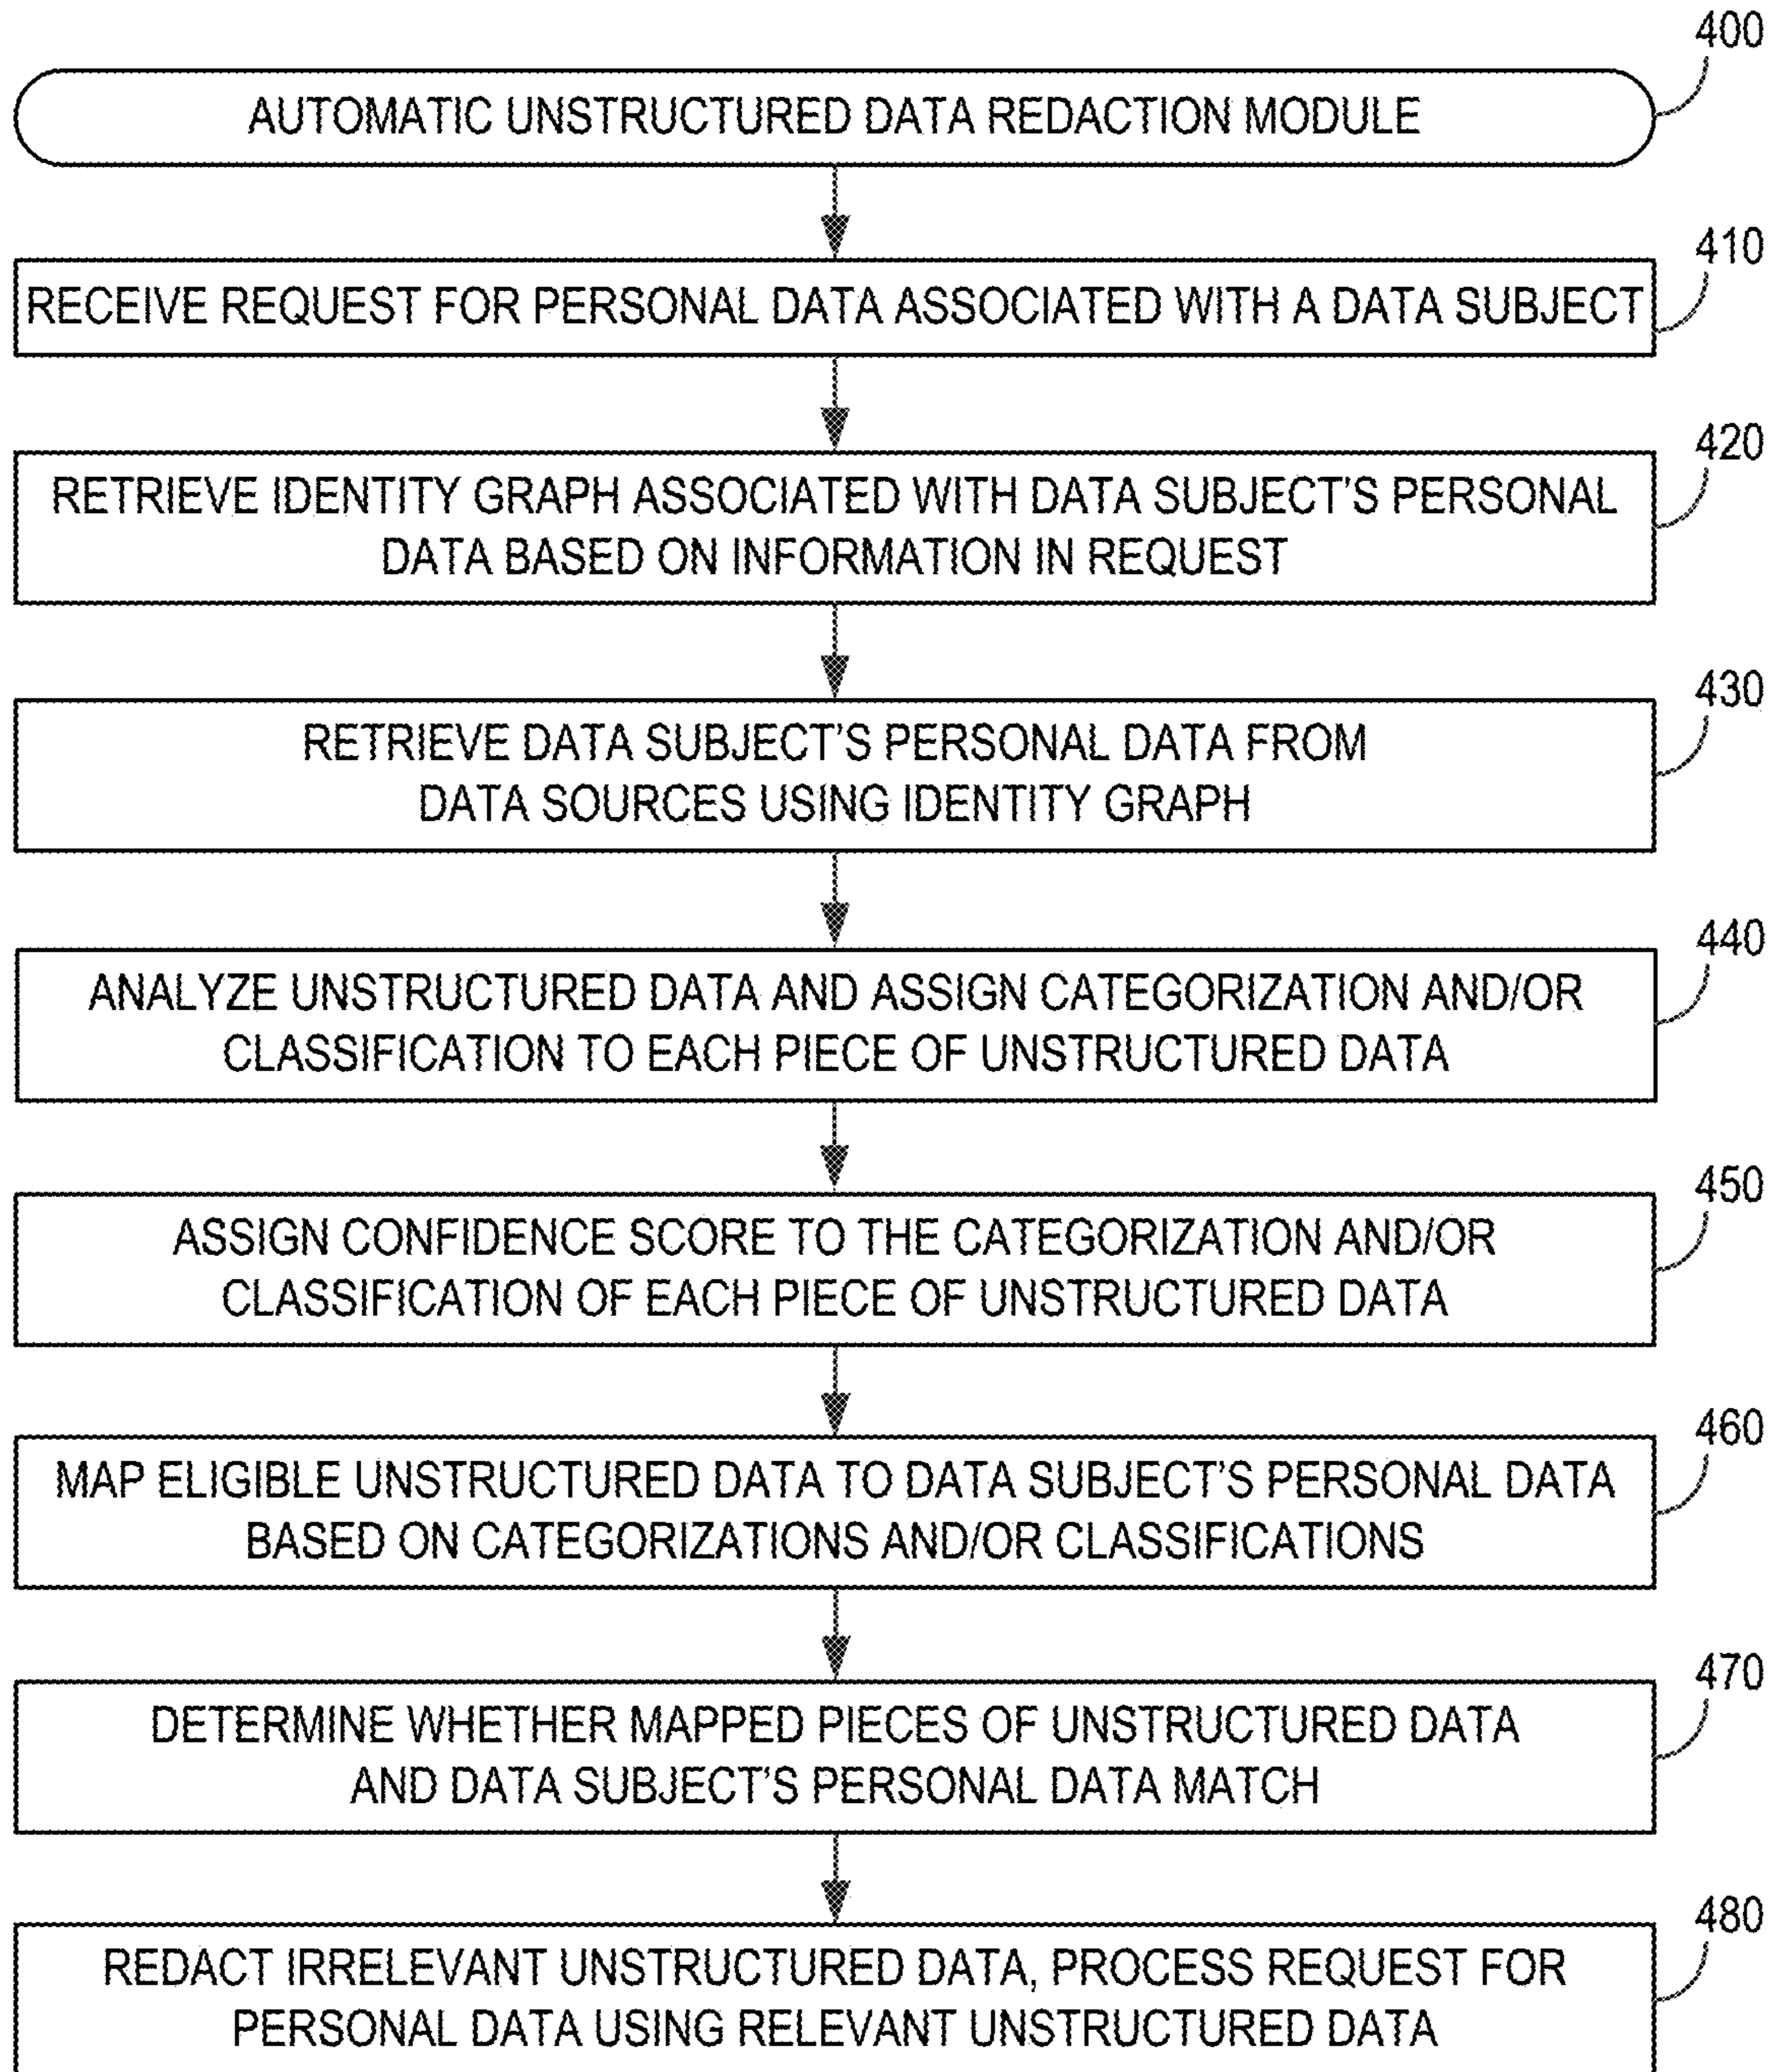 400
AUTOMATIC UNSTRUCTURED DATA REDACTION MODULE
410
RECEIVE REQUEST FOR PERSONAL DATA ASSOCIATED WITH A DATA SUBJECT
420
RETRIEVE IDENTITY GRAPH ASSOCIATED WITH DATA SUBJECT'S PERSONAL
DATA BASED ON INFORMATION IN REQUEST
430
RETRIEVE DATA SUBJECT'S PERSONAL DATA FROM
DATA SOURCES USING IDENTITY GRAPH
440
ANALYZE UNSTRUCTURED DATA AND ASSIGN CATEGORIZATION AND/OR
CLASSIFICATION TO EACH PIECE OF UNSTRUCTURED DATA
450
ASSIGN CONFIDENCE SCORE TO THE CATEGORIZATION AND/OR
CLASSIFICATION OF EACH PIECE OF UNSTRUCTURED DATA
460
MAP ELIGIBLE UNSTRUCTURED DATA TO DATA SUBJECT'S PERSONAL DATA
BASED ON CATEGORIZATIONS AND/OR CLASSIFICATIONS
470
DETERMINE WHETHER MAPPED PIECES OF UNSTRUCTURED DATA
AND DATA SUBJECT'S PERSONAL DATA MATCH
480
REDACT IRRELEVANT UNSTRUCTURED DATA, PROCESS REQUEST FOR
PERSONAL DATA USING RELEVANT UNSTRUCTURED DATA